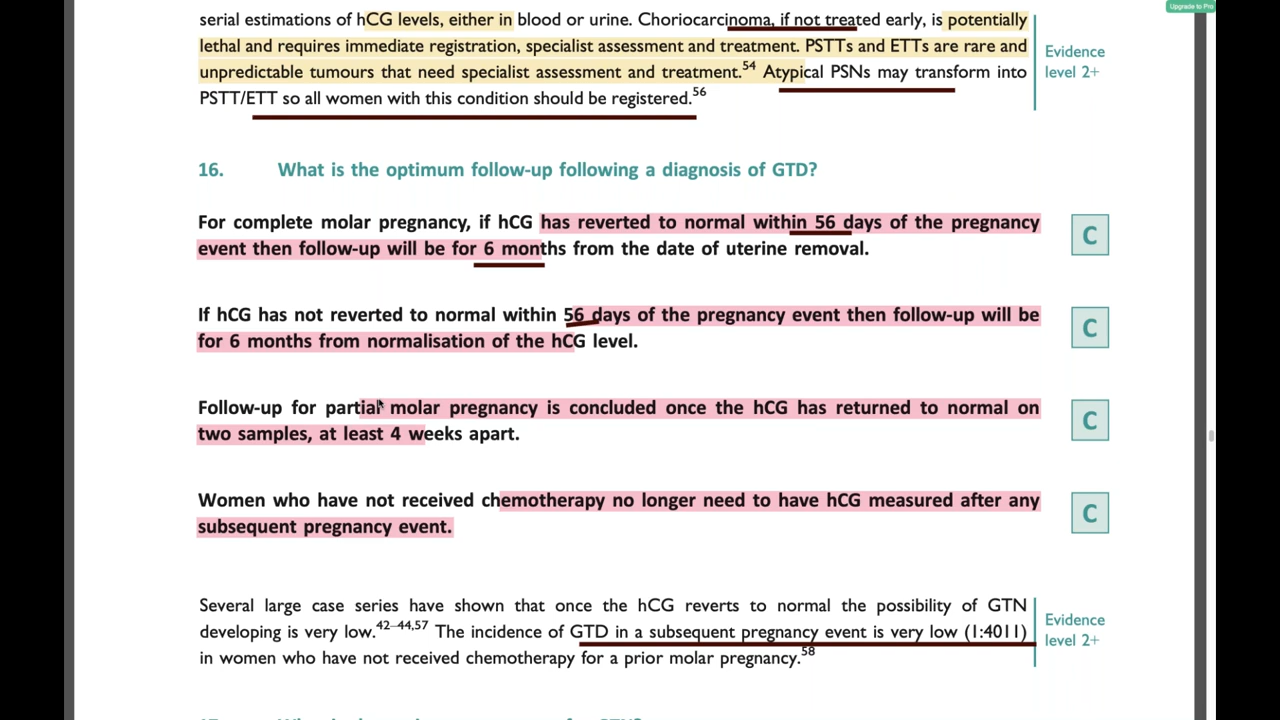 Upgrade to Pro
serial estimations of hCG levels, either in blood or urine. Choriocarcinoma, if not treated early, is potentially
lethal and requires immediate registration, specialist assessment and treatment. PSTTs and ETTs are rare and
unpredictable tumours that need specialist assessment and treatment.54 Atypical PSNs may transform into
PSTT/ETT so all women with this condition should be registered.56
Evidence
level 2+
16. What is the optimum follow-up following a diagnosis of GTD?
For complete molar pregnancy, if hCG has reverted to normal within 56 days of the pregnancy
event then follow-up will be for 6 months from the date of uterine removal.
C
If hCG has not reverted to normal within 56 days of the pregnancy event then follow-up will be
for 6 months from normalisation of the hCG level.
C
Follow-up for partial molar pregnancy is concluded once the hCG has returned to normal on
two samples, at least 4 weeks apart.
C
Women who have not received chemotherapy no longer need to have hCG measured after any
subsequent pregnancy event.
C
Several large case series have shown that once the hCG reverts to normal the possibility of GTN
developing is very low.42–44,57 The incidence of GTD in a subsequent pregnancy event is very low (1:4011)
in women who have not received chemotherapy for a prior molar pregnancy.58
Evidence
level 2+